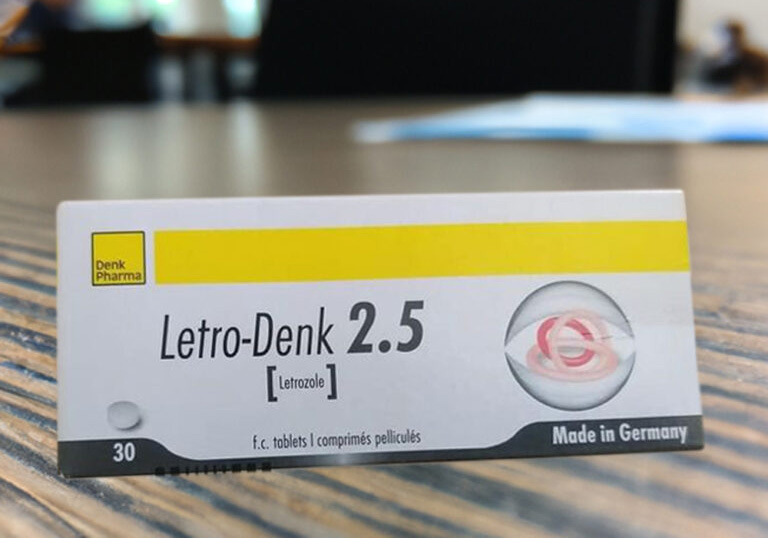 Denk
Pharma
Letro-Denk 2.5
[Letrozole]
f.c. tablets | comprimés pelliculés
30
Made in Germany